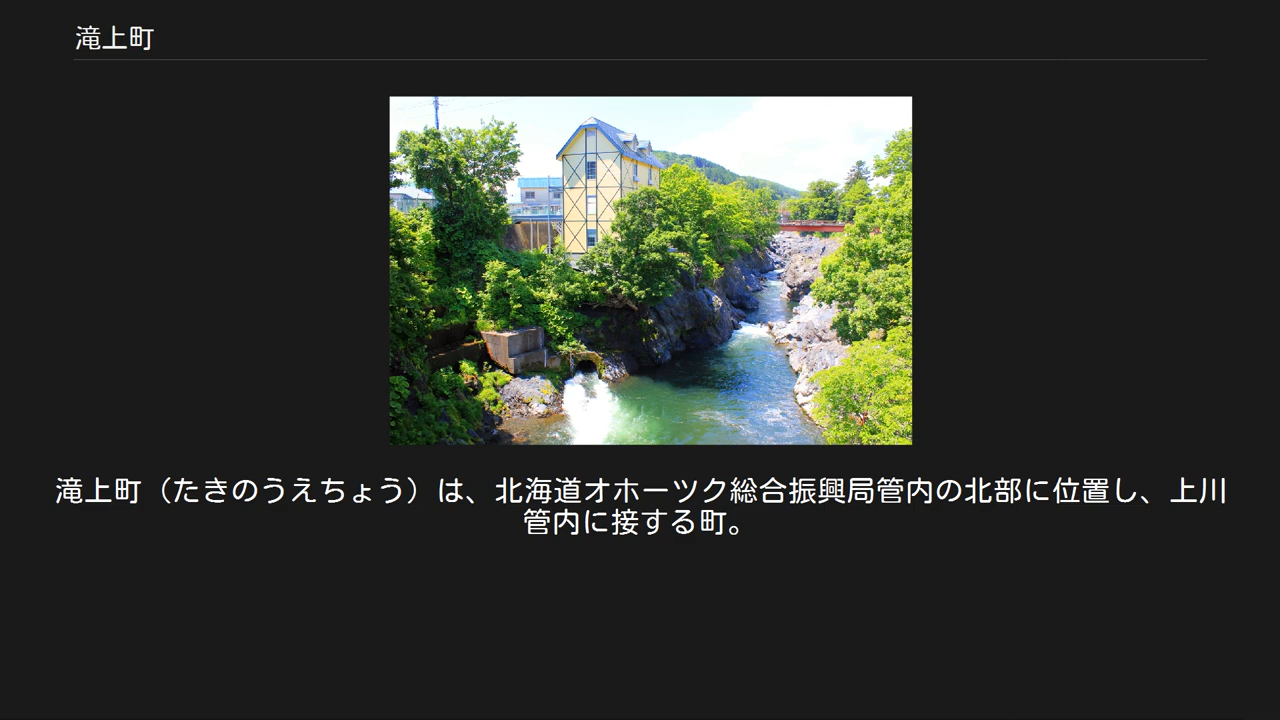 滝上町
滝上町（たきのうえちょう）は、北海道オホーツク総合振興局管内の北部に位置し、上川
管内に接する町。